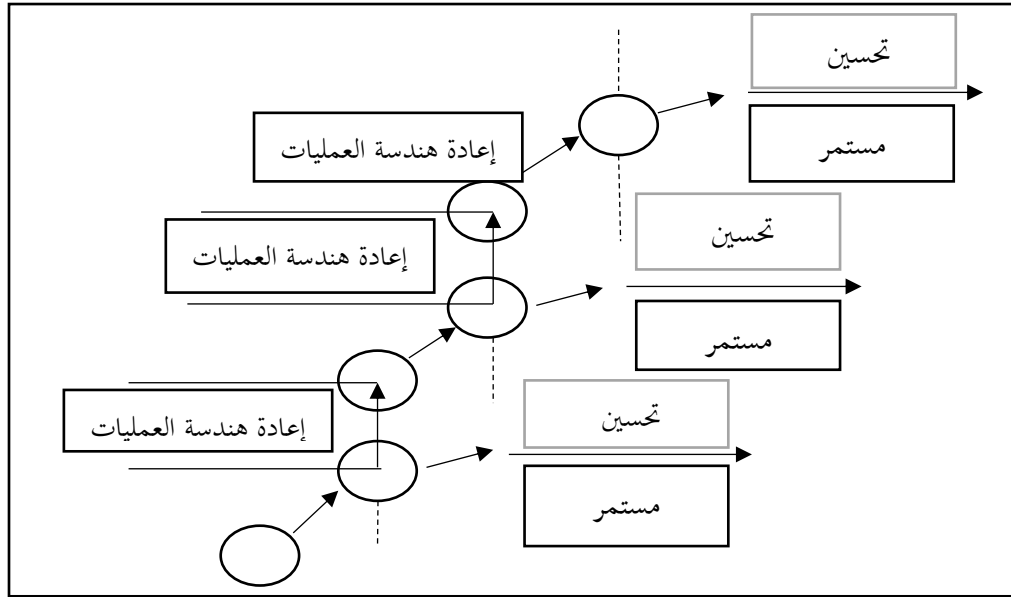 تحسين
مستمر
إعادة هندسة العمليات
تحسين
مستمر
إعادة هندسة العمليات
تحسين
مستمر
إعادة هندسة العمليات